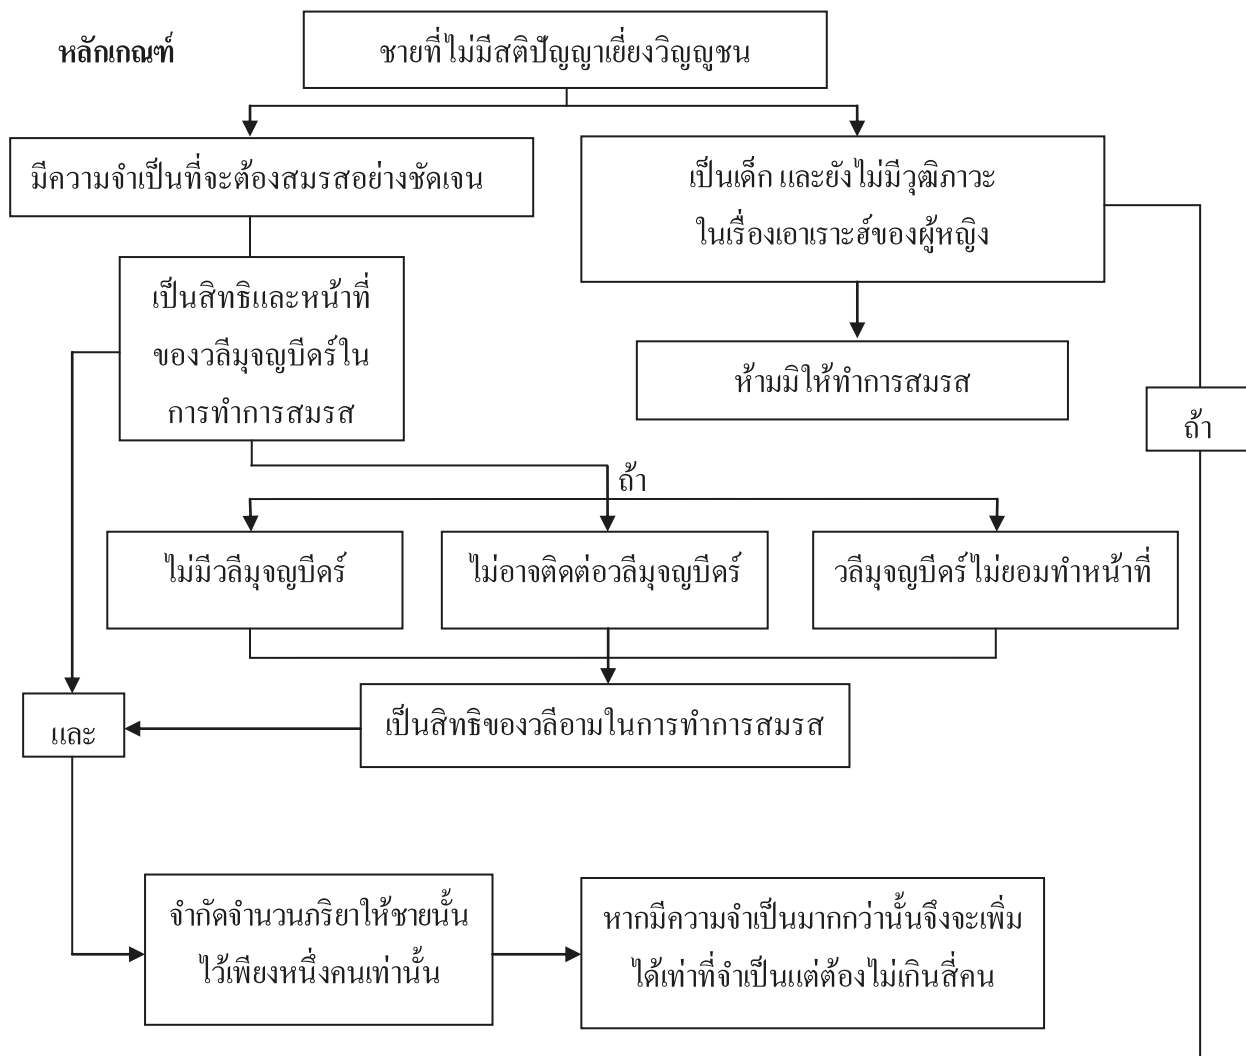 หลักเกณฑ์
ชายที่ไม่มีสติปัญญาเยี่ยงวิญญูชน
มีความจำเป็นที่จะต้องสมรสอย่างชัดเจน
เป็นเด็ก และยังไม่มีวุฒิภาวะ
ในเรื่องเอาเราะฮ์ของผู้หญิง
เป็นสิทธิและหน้าที่
ของวลีมุจญบีดร์ใน
การทำการสมรส
ห้ามมิให้ทำการสมรส
ถ้า
ถ้า
ไม่มีวลีมุจญบีดร์
ไม่อาจติดต่อวลีมุจญบีดร์
วลีมุจญบีดร์ไม่ยอมทำหน้าที่
และ
เป็นสิทธิของวลีอามในการทำการสมรส
จำกัดจำนวนภริยาให้ชายนั้น
ไว้เพียงหนึ่งคนเท่านั้น
หากมีความจำเป็นมากกว่านั้นจึงจะเพิ่ม
ได้เท่าที่จำเป็นแต่ต้องไม่เกินสี่คน